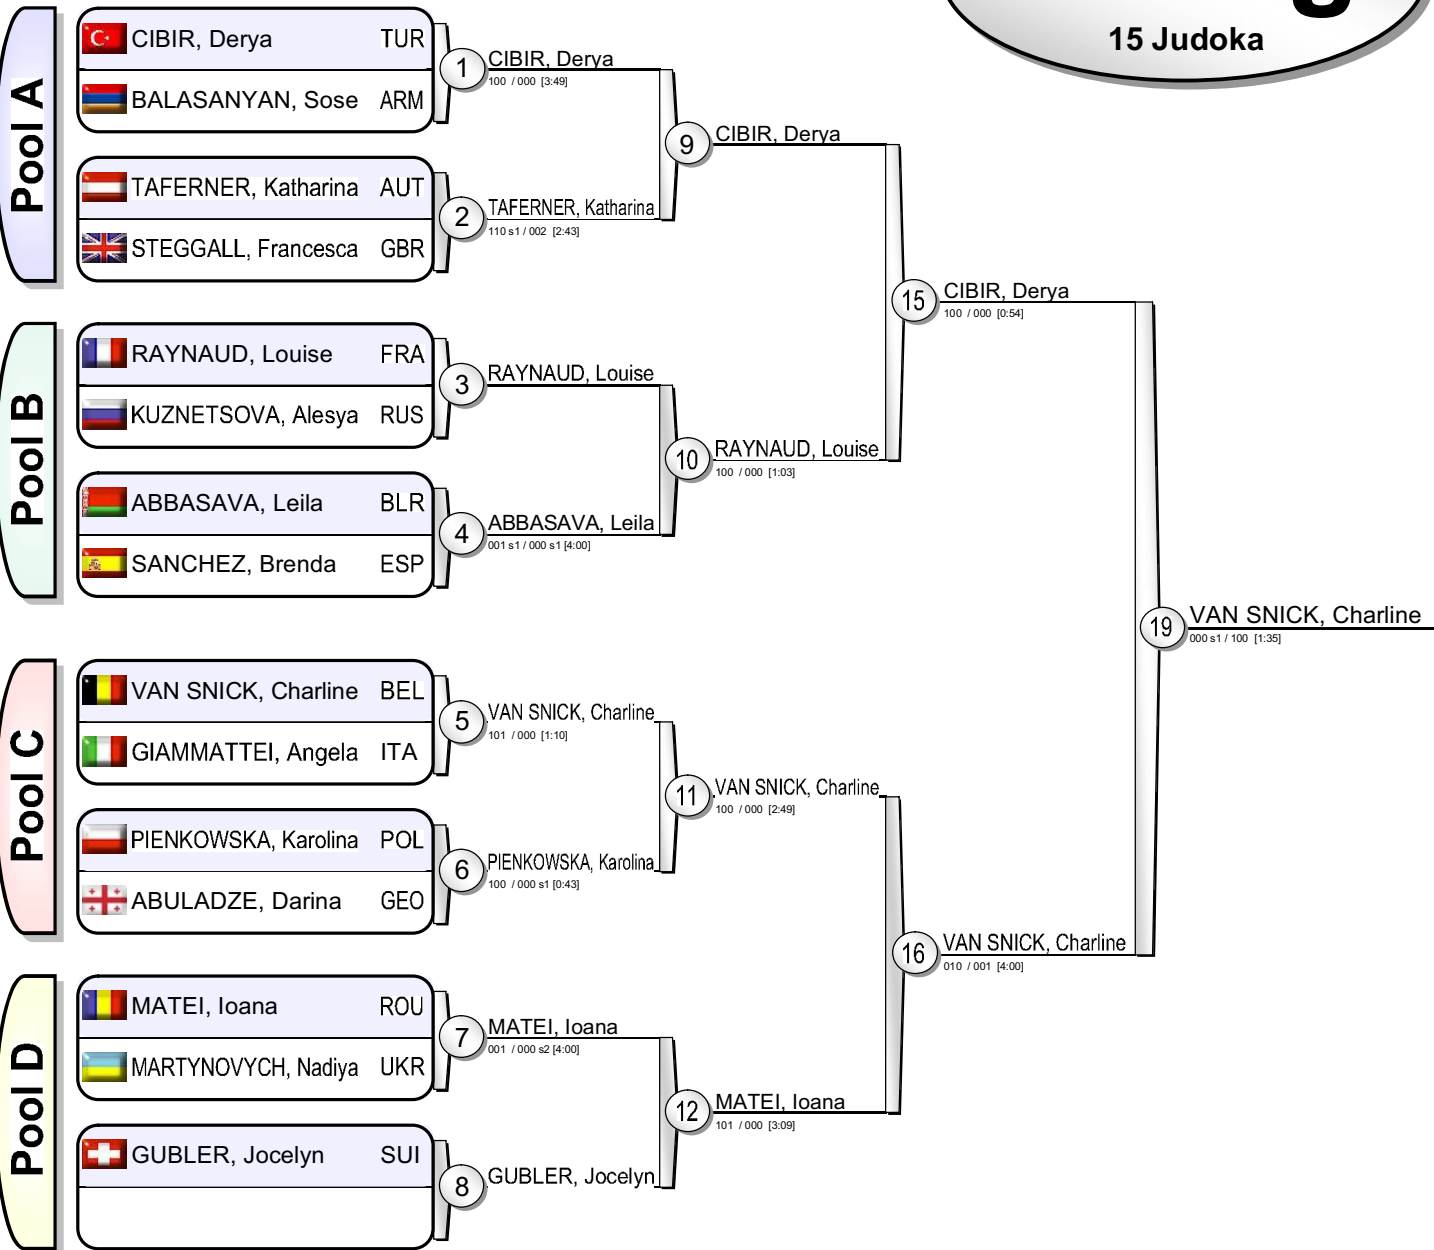 15 Judoka
Pool A
CIBIR, Derya TUR
BALASANYAN, Sose ARM
1
CIBIR, Derya
100 / 000 [3:49]
TAFERNER, Katharina AUT
STEGGALL, Francesca GBR
2
TAFERNER, Katharina
110 s1 / 002 [2:43]
9
CIBIR, Derya
Pool B
RAYNAUD, Louise FRA
KUZNETSOVA, Alesya RUS
3
RAYNAUD, Louise
ABBASAVA, Leila BLR
SANCHEZ, Brenda ESP
4
ABBASAVA, Leila
001 s1 / 000 s1 [4:00]
10
RAYNAUD, Louise
100 / 000 [1:03]
15
CIBIR, Derya
100 / 000 [0:54]
Pool C
VAN SNICK, Charline BEL
GIAMMATTEI, Angela ITA
5
VAN SNICK, Charline
101 / 000 [1:10]
PIENKOWSKA, Karolina POL
ABULADZE, Darina GEO
6
PIENKOWSKA, Karolina
100 / 000 s1 [0:43]
11
VAN SNICK, Charline
100 / 000 [2:49]
Pool D
MATEI, Ioana ROU
MARTYNOVYCH, Nadiya UKR
7
MATEI, Ioana
001 / 000 s2 [4:00]
GUBLER, Jocelyn SUI
8
GUBLER, Jocelyn
12
MATEI, Ioana
101 / 000 [3:09]
16
VAN SNICK, Charline
010 / 001 [4:00]
19
VAN SNICK, Charline
000 s1 / 100 [1:35]